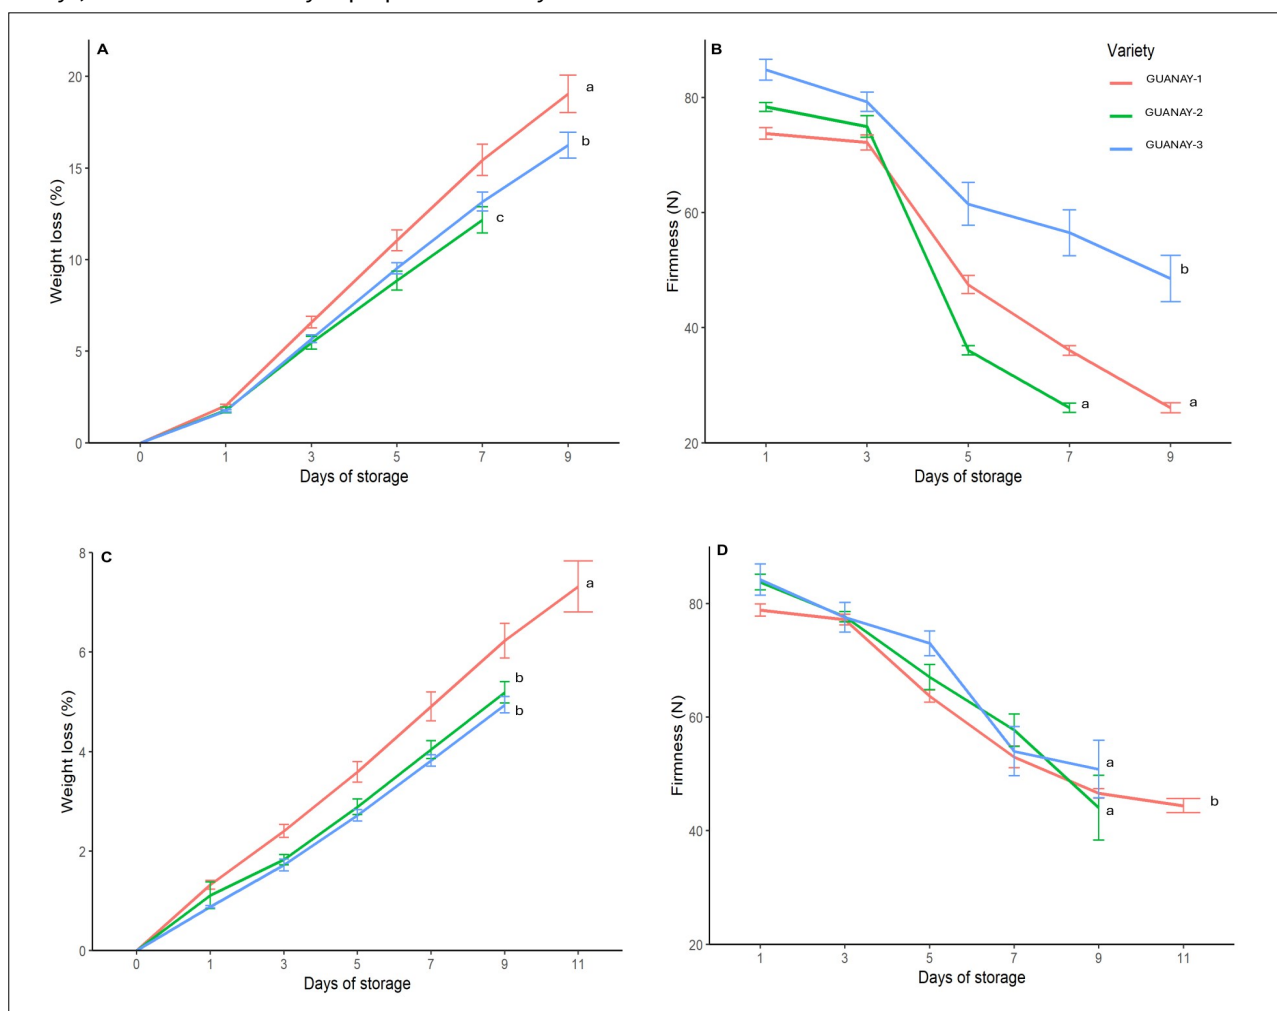 A
Weight loss (%)
20
15
10
5
0
a
b
c
0 1 3 5 7 9
Days of storage
B
Variety
GUANAY-1
GUANAY-2
GUANAY-3
Firmness (N)
80
60
40
20
b
a
a
1 3 5 7 9
Days of storage
C
Weight loss (%)
8
6
4
2
0
a
b
b
0 1 3 5 7 9 11
Days of storage
D
Firmness (N)
80
60
40
20
a
b
a
1 3 5 7 9 11
Days of storage